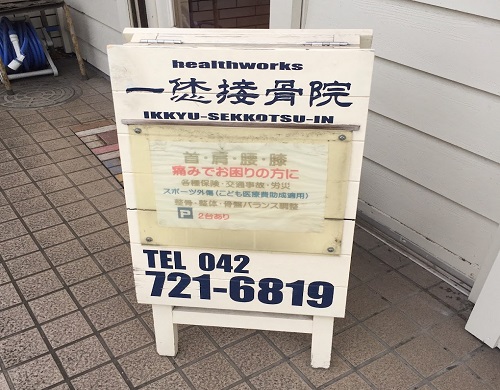 healthworks
一恷接骨院
IKKYU-SEKKOTSU-IN
首・肩・腰・膝
痛みでお困りの方に
各種保険・交通事故・労災
スポーツ外傷(こども医療費助成適用)
整骨・整体・骨盤バランス調整
P 2台あり
TEL 042
721-6819